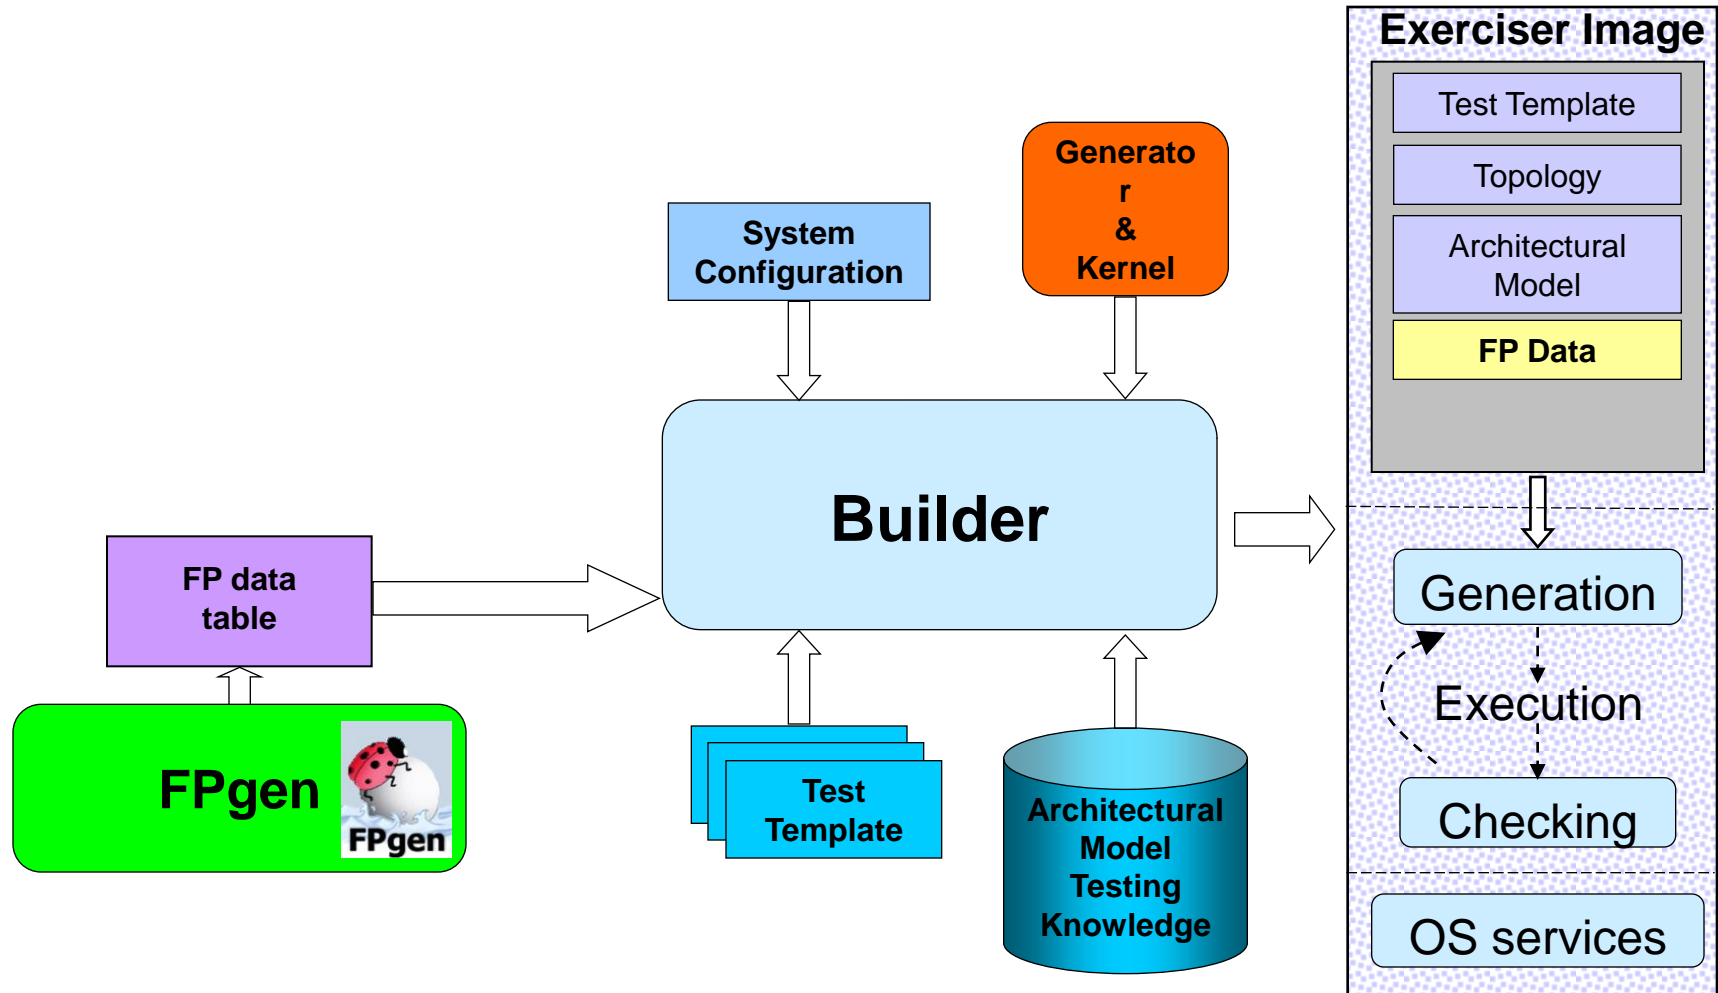 Exerciser Image
Test Template
Topology
Architectural
Model
FP Data
Generato
r
&
Kernel
System
Configuration
Builder
FP data
table
FPgen
FPgen
Test
Template
Architectural
Model
Testing
Knowledge
Generation
Execution
Checking
OS services